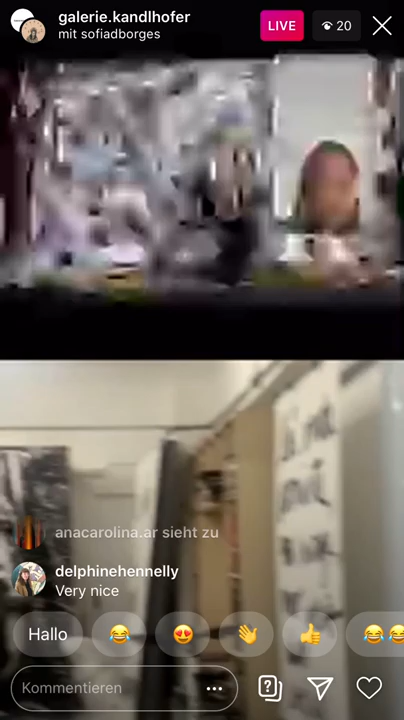 galerie.kandlhofer
mit sofiadborges
LIVE
20
anacarolina.ar sieht zu
delphinehennelly
Very nice
Hallo
Kommentieren